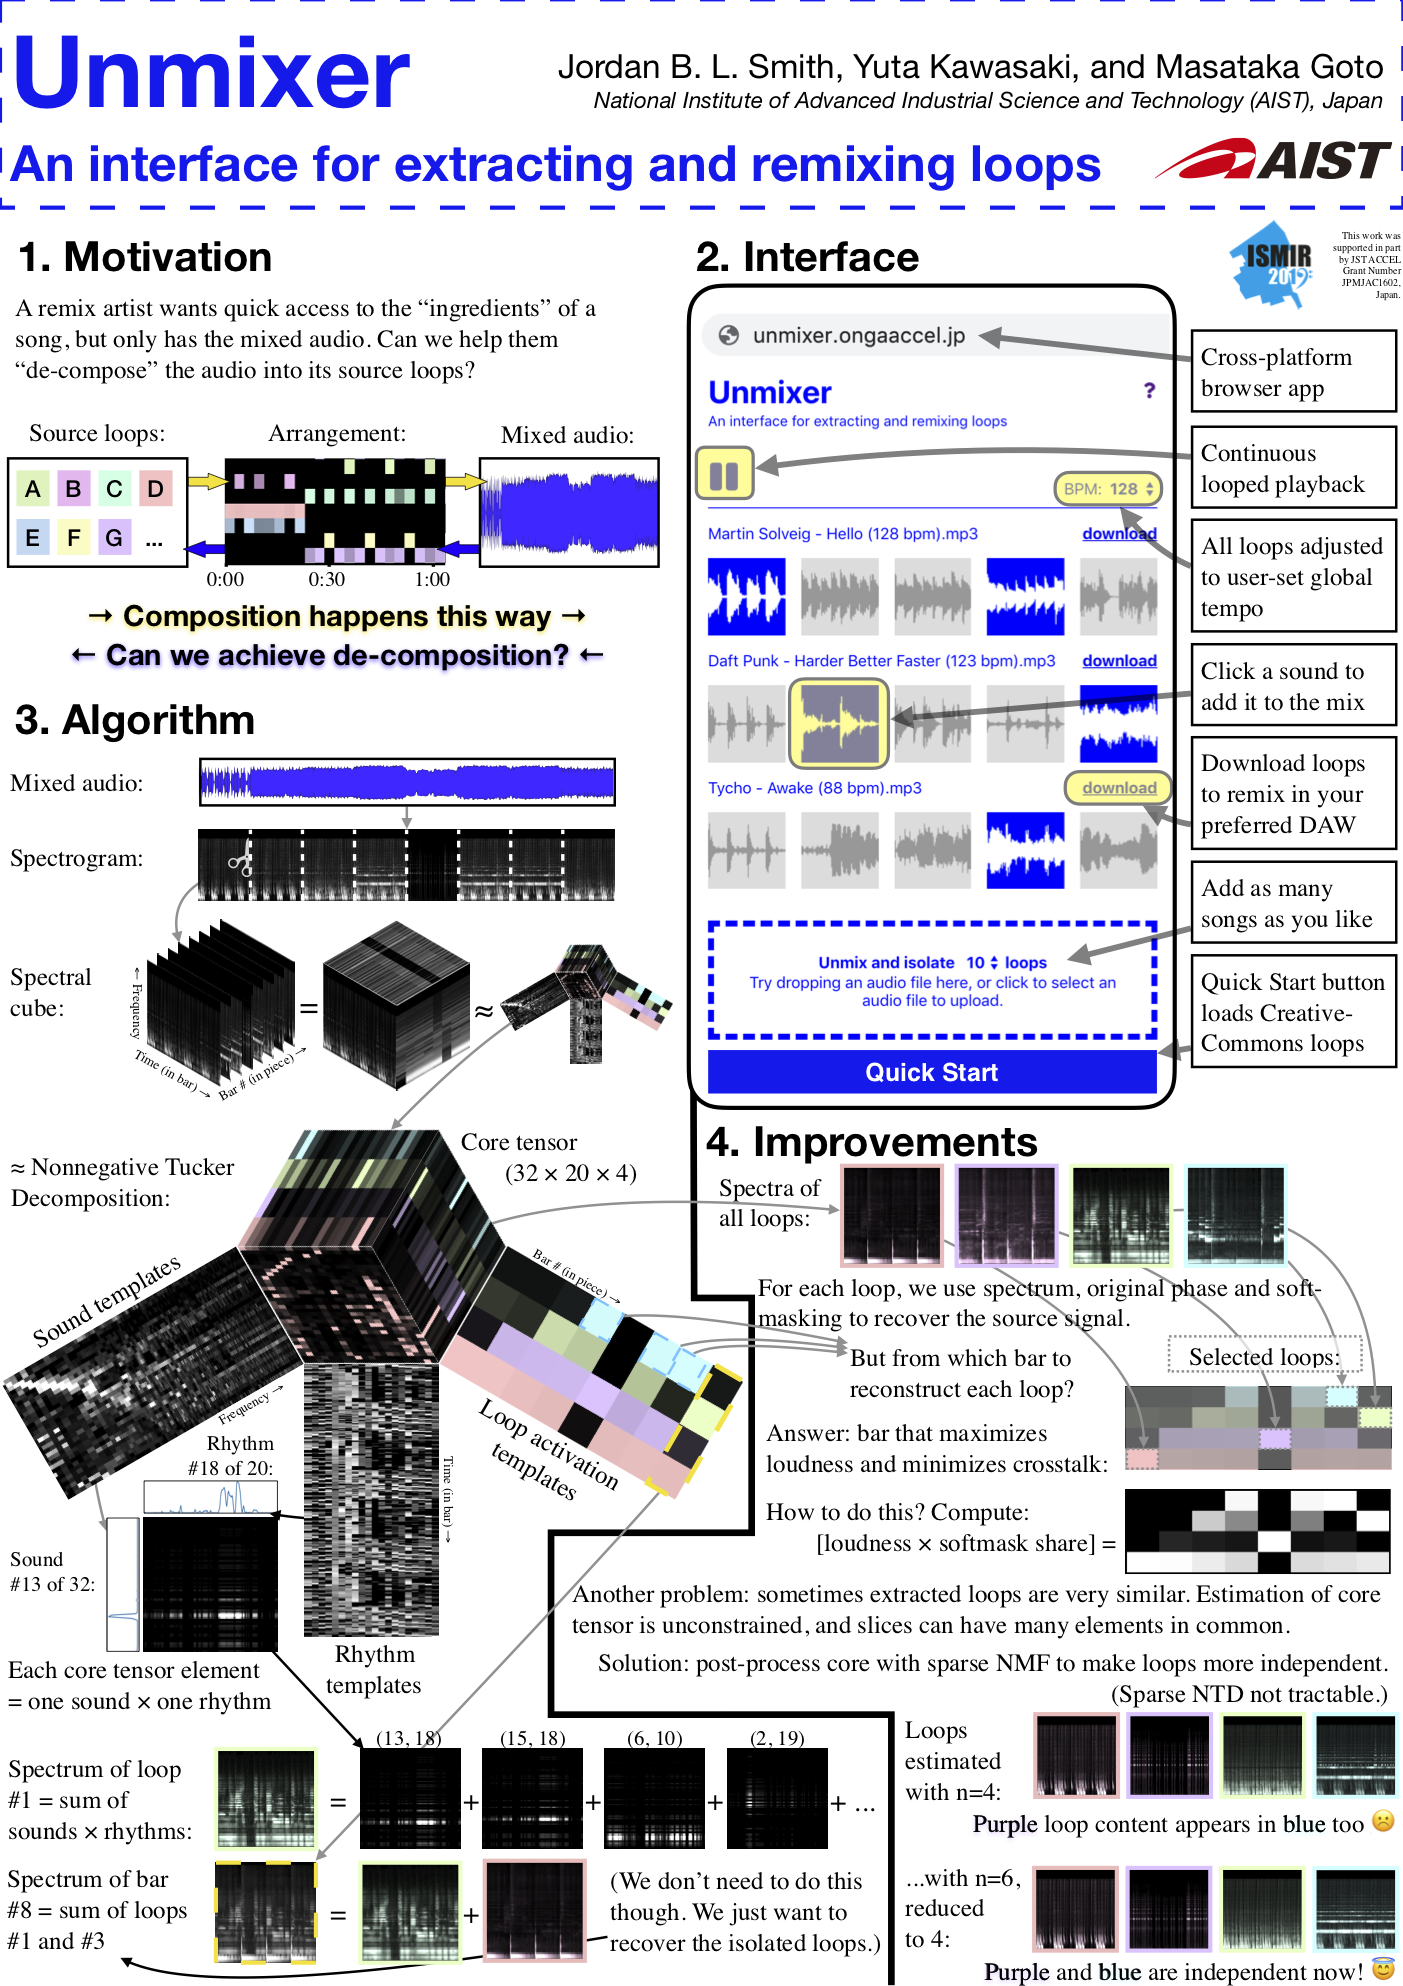 Unmixer
Jordan B. L. Smith, Yuta Kawasaki, and Masataka Goto
National Institute of Advanced Industrial Science and Technology (AIST), Japan
An interface for extracting and remixing loops
AIST
1. Motivation
A remix artist wants quick access to the “ingredients” of a
song, but only has the mixed audio. Can we help them
“de-compose” the audio into its source loops?
Source loops:
Arrangement:
Mixed audio:
A B C D
E F G ...
0:00 0:30 1:00
→ Composition happens this way →
← Can we achieve de-composition? ←
2. Interface
ISMIR
2019
This work was
supported in part
by JST ACCEL
Grant Number
JPMJAC1602,
Japan.
unmixer.ongaaccel.jp
Unmixer
?
An interface for extracting and remixing loops
BPM: 128
Martin Solveig - Hello (128 bpm).mp3
download
Daft Punk - Harder Better Faster (123 bpm).mp3
download
Tycho - Awake (88 bpm).mp3
download
Unmix and isolate 10 loops
Try dropping an audio file here, or click to select an
audio file to upload.
Quick Start
Cross-platform
browser app
Continuous
looped playback
All loops adjusted
to user-set global
tempo
Click a sound to
add it to the mix
Download loops
to remix in your
preferred DAW
Add as many
songs as you like
Quick Start button
loads Creative-
Commons loops
3. Algorithm
Mixed audio:
Spectrogram:
Spectral
cube:
← Frequency
Time (in bar) →
Bar # (in piece) →
=
≈
≈ Nonnegative Tucker
Decomposition:
Core tensor
(32 × 20 × 4)
Sound templates
Frequency →
Bar # (in piece) →
Loop activation
templates
Time (in bar) →
Rhythm
#18 of 20:
Sound
#13 of 32:
Rhythm
templates
Each core tensor element
= one sound × one rhythm
(13, 18) (15, 18) (6, 10) (2, 19)
Spectrum of loop
#1 = sum of
sounds × rhythms:
= + + + + ...
Spectrum of bar
#8 = sum of loops
#1 and #3
= +
(We don’t need to do this
though. We just want to
recover the isolated loops.)
4. Improvements
Spectra of
all loops:
For each loop, we use spectrum, original phase and soft-
masking to recover the source signal.
But from which bar to
reconstruct each loop?
Selected loops:
Answer: bar that maximizes
loudness and minimizes crosstalk:
How to do this? Compute:
[loudness × softmask share] =
Another problem: sometimes extracted loops are very similar. Estimation of core
tensor is unconstrained, and slices can have many elements in common.
Solution: post-process core with sparse NMF to make loops more independent.
(Sparse NTD not tractable.)
Loops
estimated
with n=4:
Purple loop content appears in blue too ☹️
...with n=6,
reduced
to 4:
Purple and blue are independent now! 😇